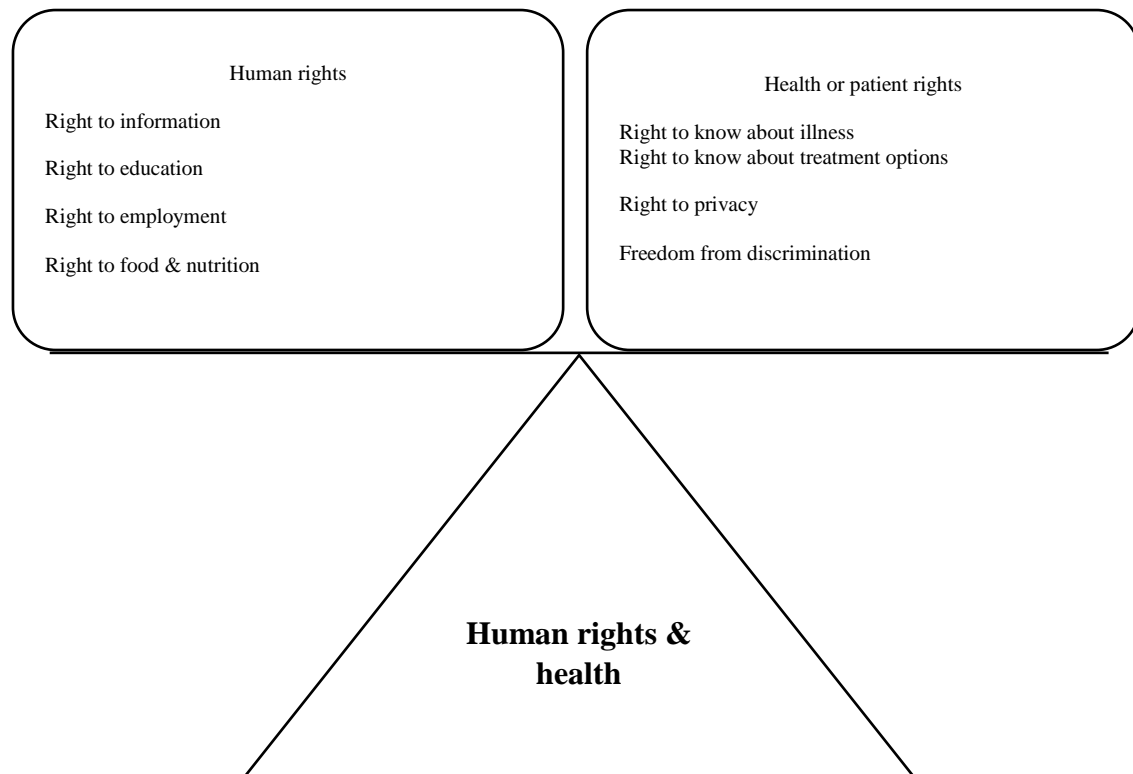 Human rights
Right to information
Right to education
Right to employment
Right to food & nutrition
Health or patient rights
Right to know about illness
Right to know about treatment options
Right to privacy
Freedom from discrimination
Human rights &
health